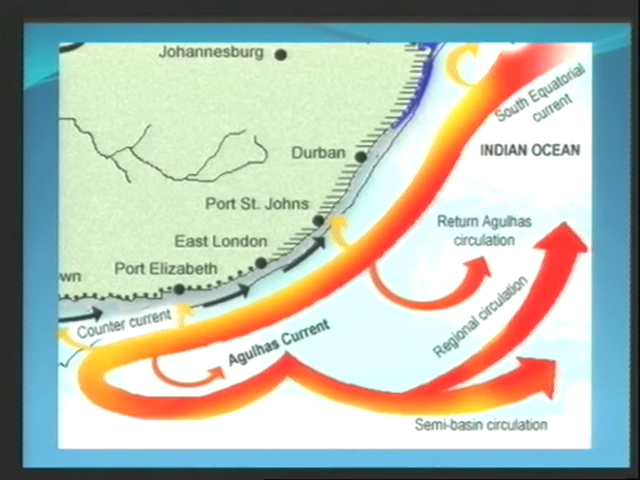 Johannesburg
South Equatorial
current
INDIAN OCEAN
Durban
Port St. Johns
Return Agulhas
circulation
East London
Port Elizabeth
wn
Counter current
Agulhas Current
Regional circulation
Semi-basin circulation